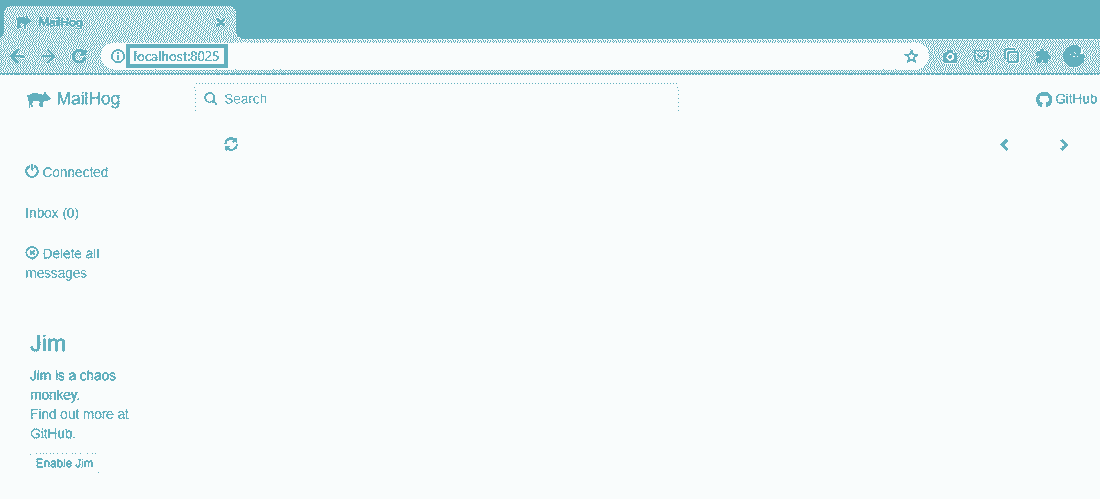 MailHog
localhost:8025
MailHog
Search
GitHub
Connected
Inbox (0)
Delete all
messages
Jim
Jim is a chaos
monkey.
Find out more at
GitHub.
Enable Jim